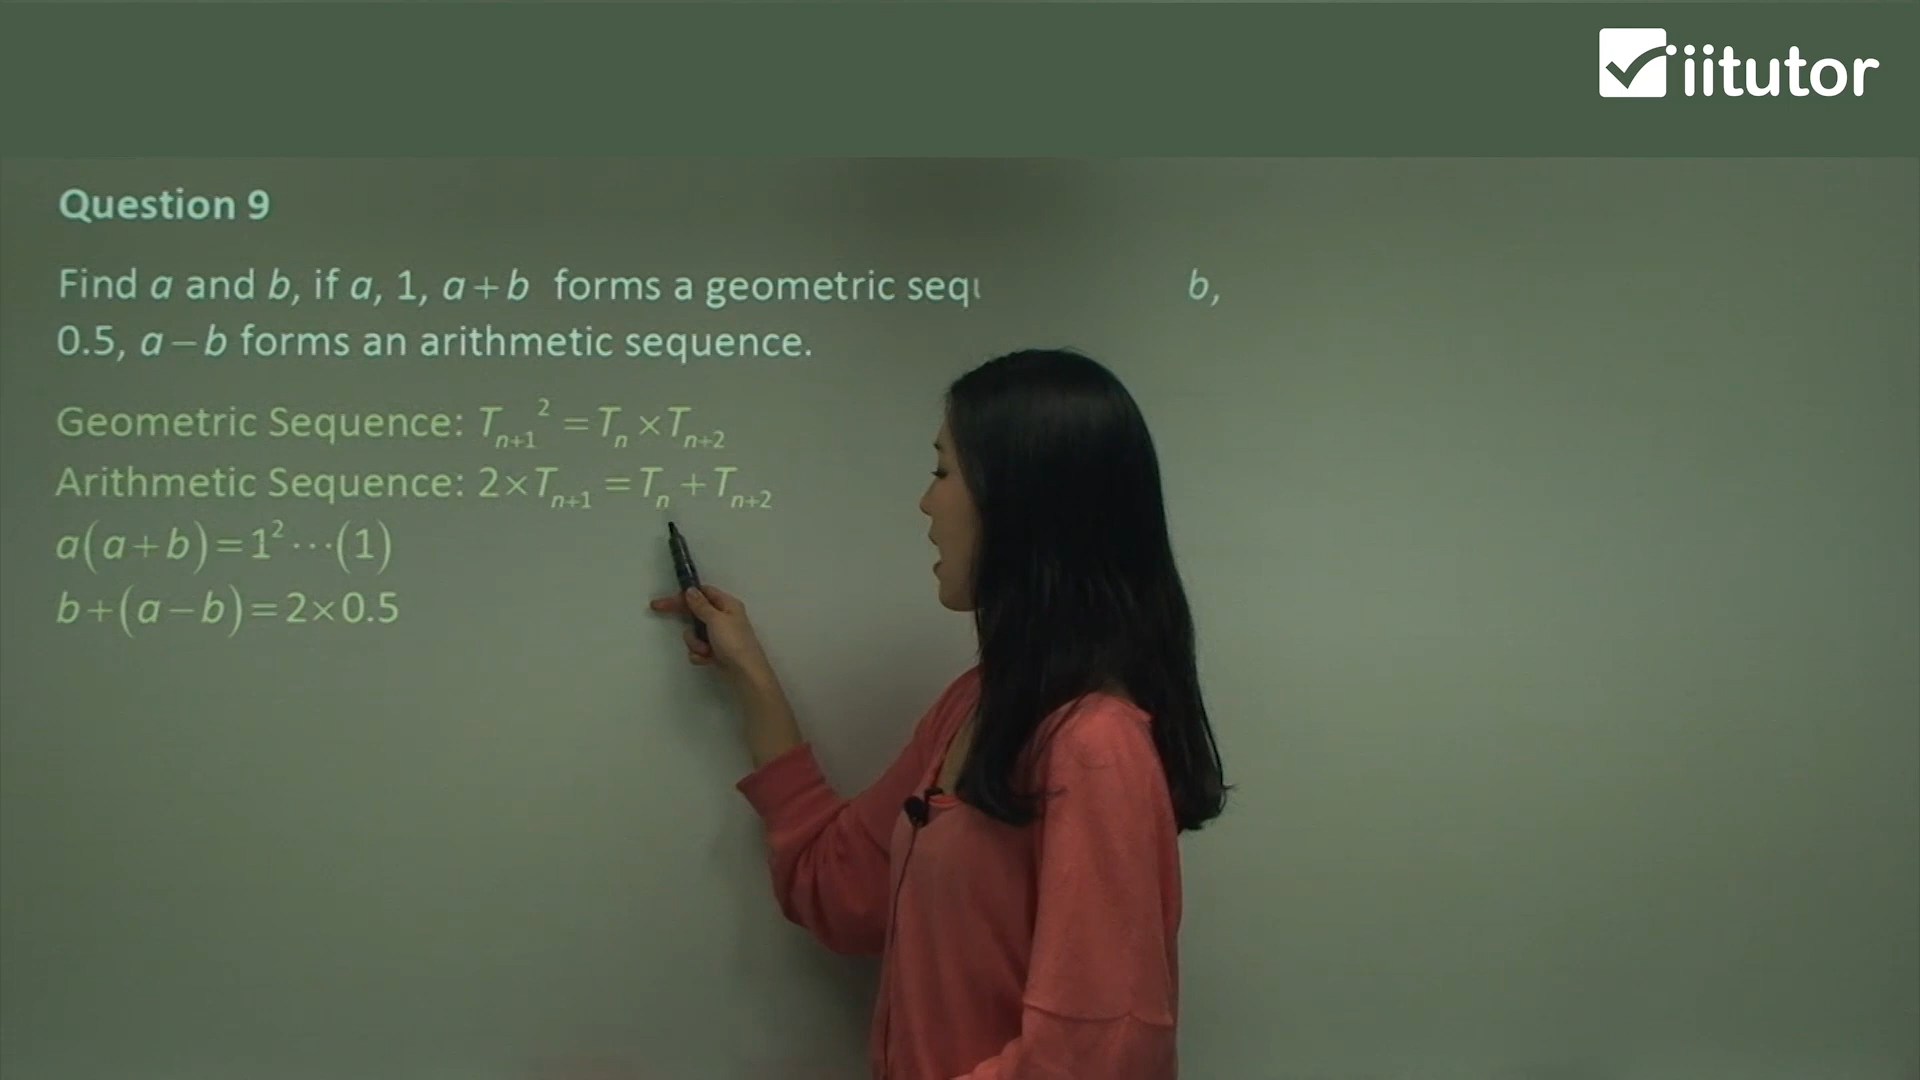 iitutor
Question 9
Find a and b, if a, 1, a+b forms a geometric b,
0.5, a−b forms an arithmetic sequence.
Geometric Sequence: Tₙ₊₁² = Tₙ × Tₙ₊₂
Arithmetic Sequence: 2×Tₙ₊₁ = Tₙ + Tₙ₊₂
a(a+b)=1²⋯(1)
b+(a−b)=2×0.5